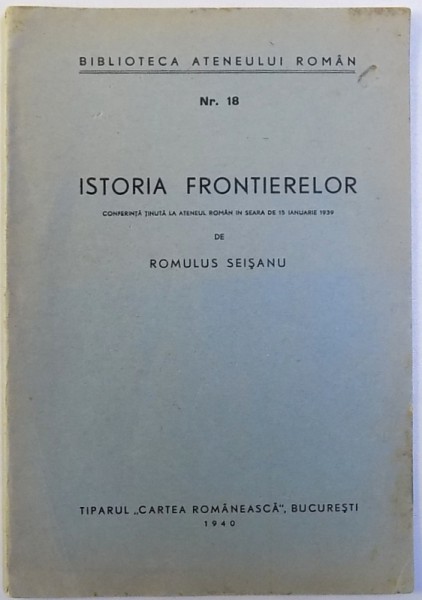 BIBLIOTECA ATENEULUI ROMÂN
Nr. 18
ISTORIA FRONTIERELOR
CONFERINȚĂ ȚINUTĂ LA ATENEUL ROMÂN IN SEARA DE 15 IANUARIE 1939
DE
ROMULUS SEIȘANU
TIPARUL „CARTEA ROMÂNEASCĂ”, BUCUREȘTI
1940